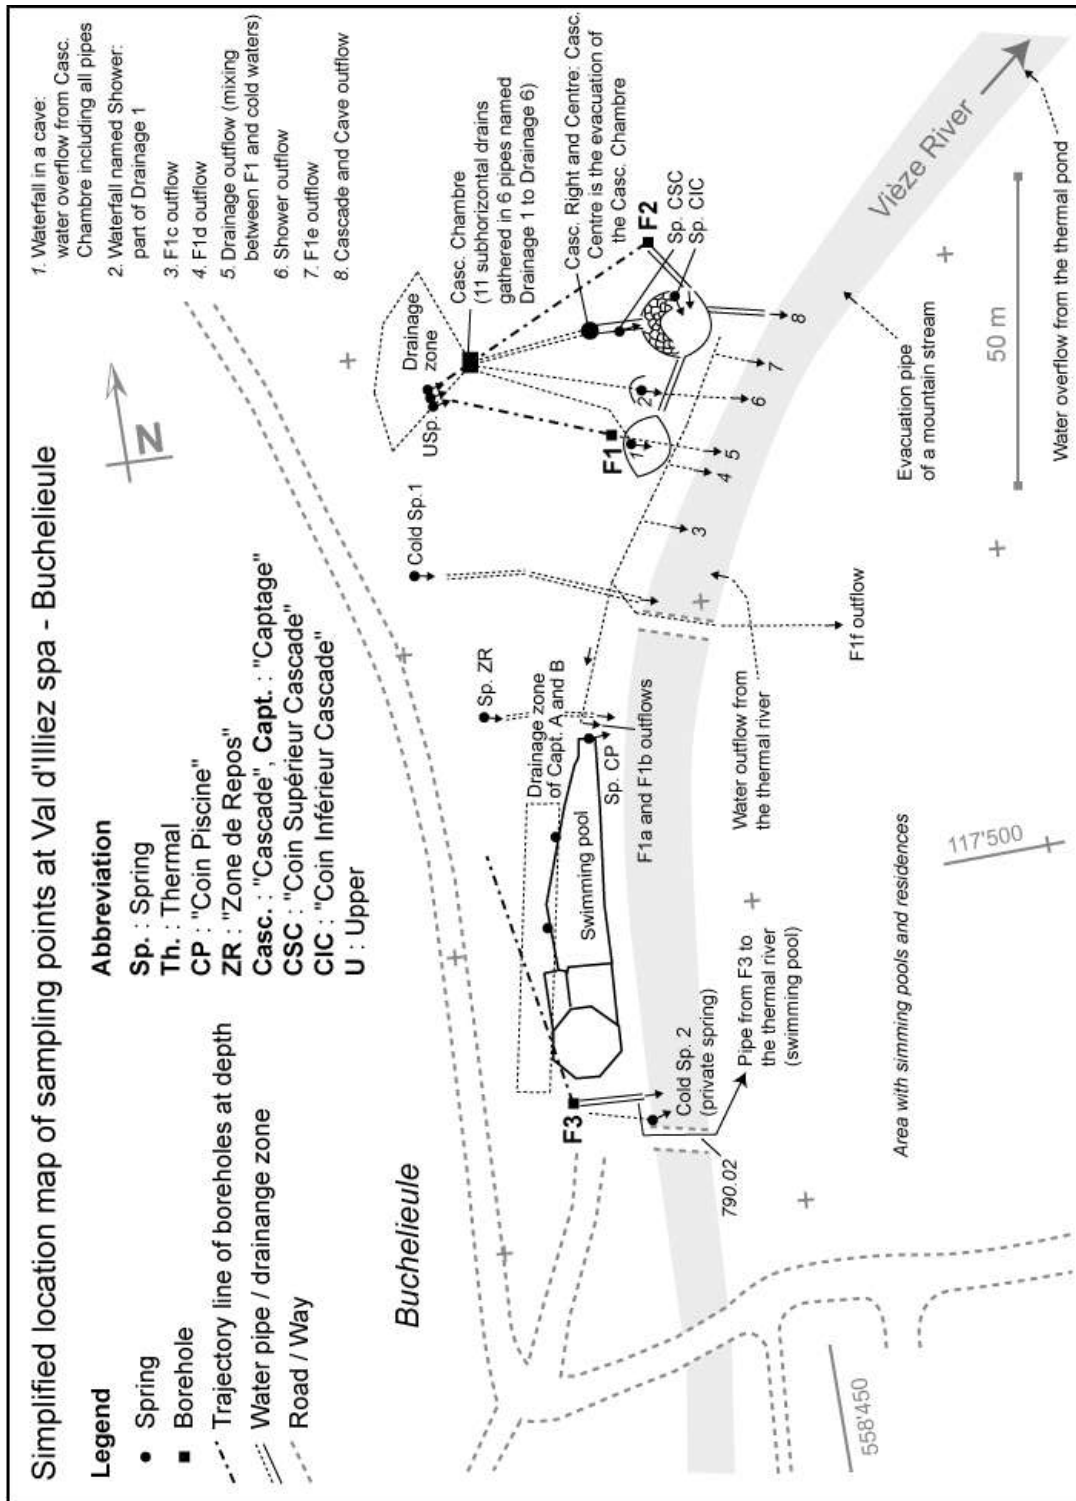 Simplified location map of sampling points at Val d'Illiez spa - Buchelieule
Legend
Spring
Borehole
Trajectory line of boreholes at depth
Water pipe / drainange zone
Road / Way
Abbreviation
Sp. : Spring
Th. : Thermal
CP : "Coin Piscine"
ZR : "Zone de Repos"
Casc. : "Cascade", Capt. : "Captage"
CSC : "Coin Supérieur Cascade"
CIC : "Coin Inférieur Cascade"
U : Upper
N
1. Waterfall in a cave:
water overflow from Casc.
Chambre including all pipes
2. Waterfall named Shower:
part of Drainage 1
3. F1c outflow
4. F1d outflow
5. Drainage outflow (mixing
between F1 and cold waters)
6. Shower outflow
7. F1e outflow
8. Cascade and Cave outflow
Buchelieule
Cold Sp.1
USp.
Drainage
zone
Casc. Chambre
(11 subhorizontal drains
gathered in 6 pipes named
Drainage 1 to Drainage 6)
Sp. ZR
Drainage zone
of Capt. A and B
F3
Swimming pool
Sp. CP
F1
1
2
F2
Casc. Right and Centre: Casc.
Centre is the evacuation of
the Casc. Chambre
Sp. CSC
Sp. CIC
F1a and F1b outflows
3
4
5
6
7
8
Cold Sp. 2
(private spring)
790.02
Pipe from F3 to
the thermal river
(swimming pool)
Water outflow from
the thermal river
F1f outflow
Evacuation pipe
of a mountain stream
Vièze River
Area with simming pools and residences
558'450
117'500
50 m
Water overflow from the thermal pond